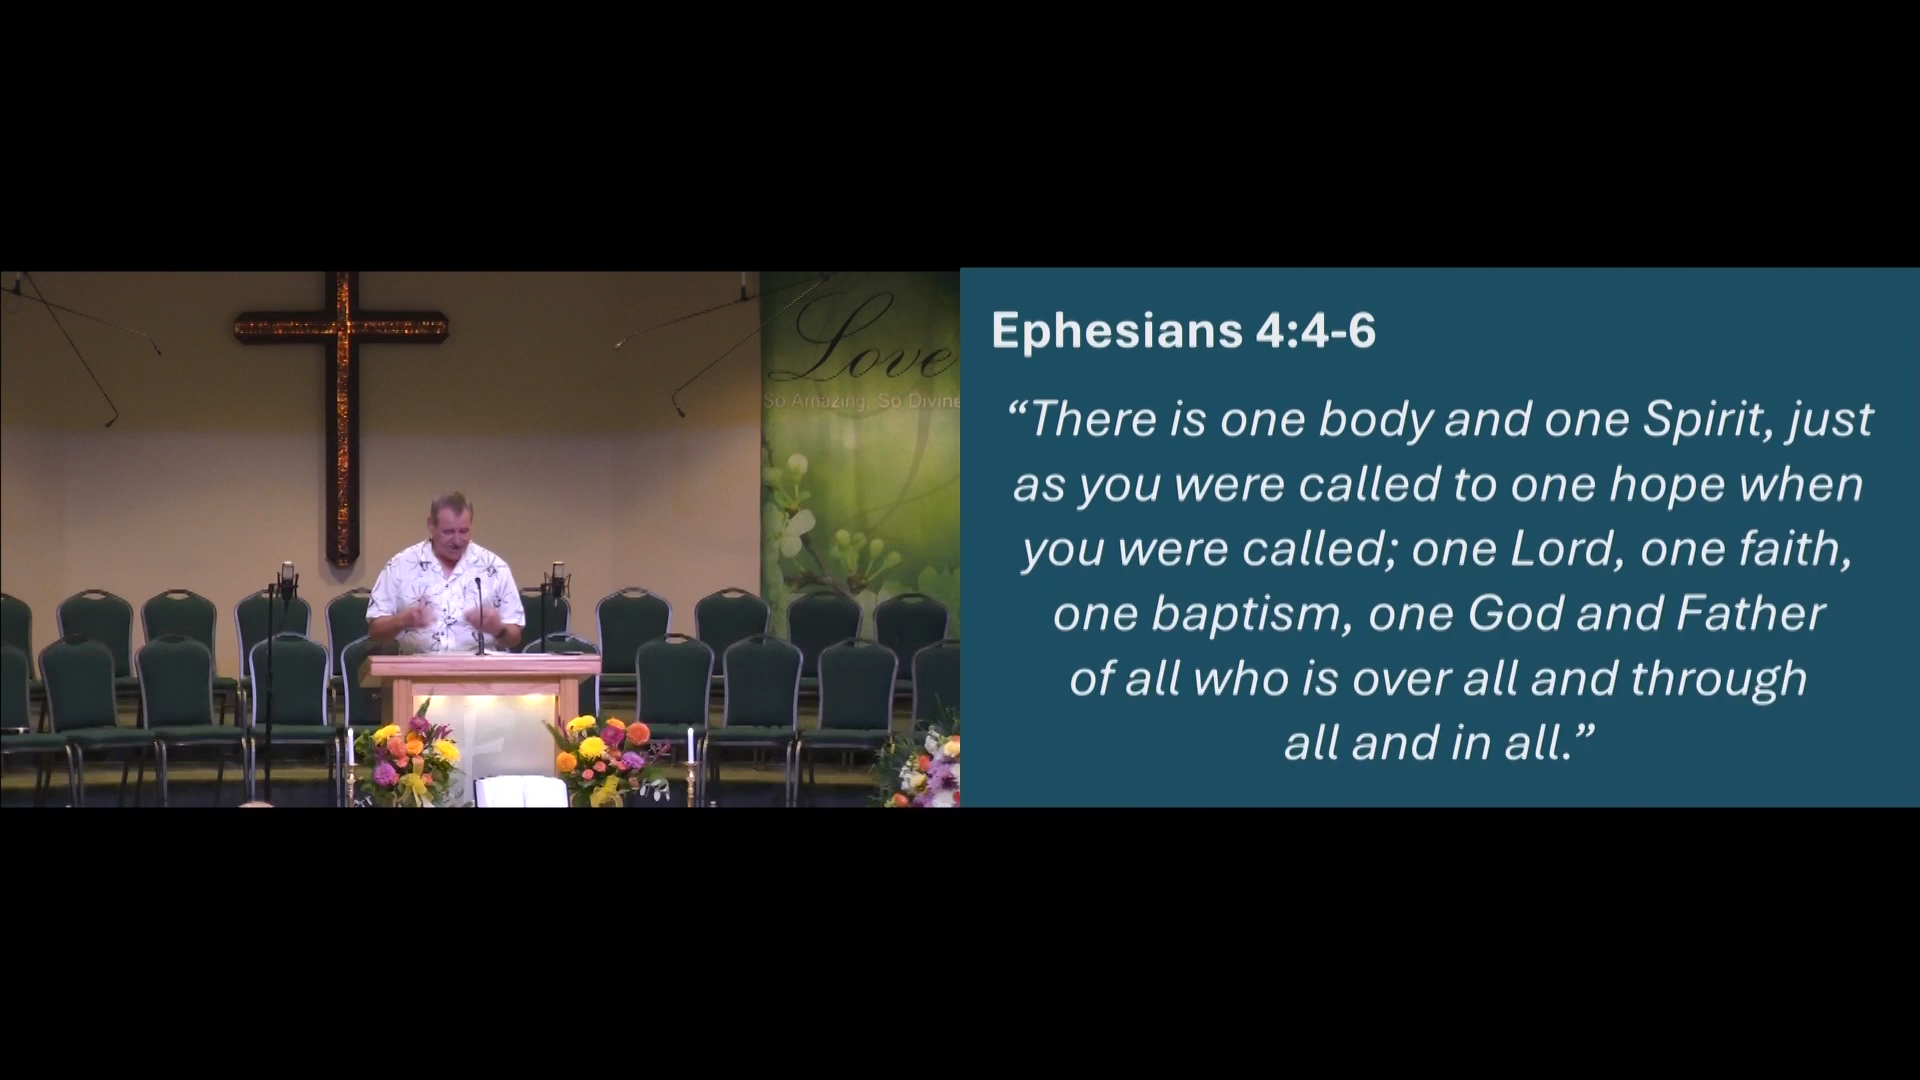 Love
So Amazing, So Divine
Ephesians 4:4-6
“There is one body and one Spirit, just
as you were called to one hope when
you were called; one Lord, one faith,
one baptism, one God and Father
of all who is over all and through
all and in all.”